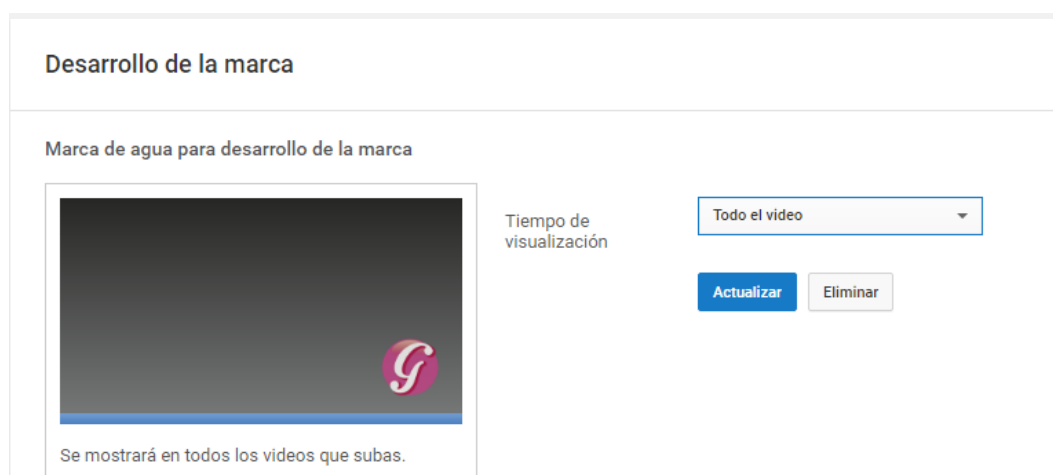 Desarrollo de la marca
Marca de agua para desarrollo de la marca
Tiempo de
visualización
Todo el video
Actualizar
Eliminar
G
Se mostrará en todos los videos que subas.